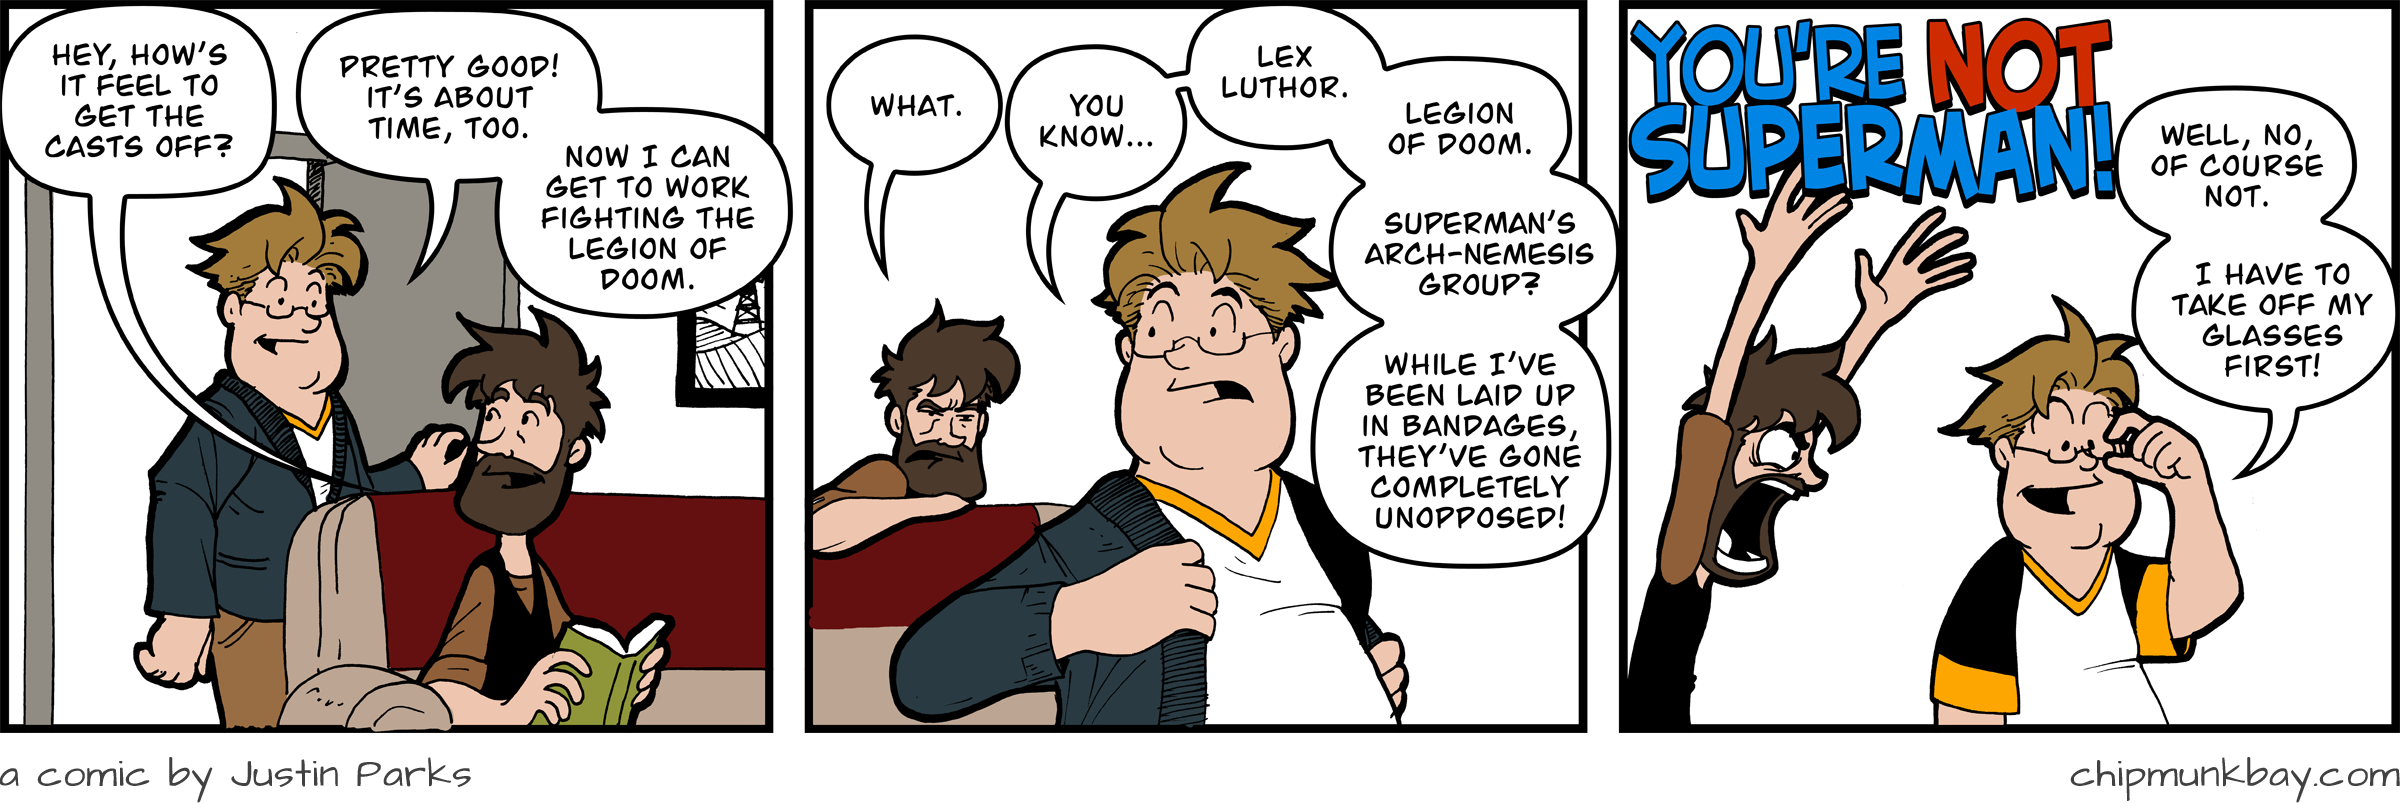 HEY, HOW'S
IT FEEL TO
GET THE
CASTS OFF?
PRETTY GOOD!
IT'S ABOUT
TIME, TOO.
NOW I CAN
GET TO WORK
FIGHTING THE
LEGION OF
DOOM.
WHAT.
YOU
KNOW...
LEX
LUTHOR.
LEGION
OF DOOM.
SUPERMAN'S
ARCH-NEMESIS
GROUP?
WHILE I'VE
BEEN LAID UP
IN BANDAGES,
THEY'VE GONE
COMPLETELY
UNOPPOSED!
YOU'RE NOT
SUPERMAN!
WELL, NO,
OF COURSE
NOT.
I HAVE TO
TAKE OFF MY
GLASSES
FIRST!
a comic by Justin Parks
chipmunkbay.com